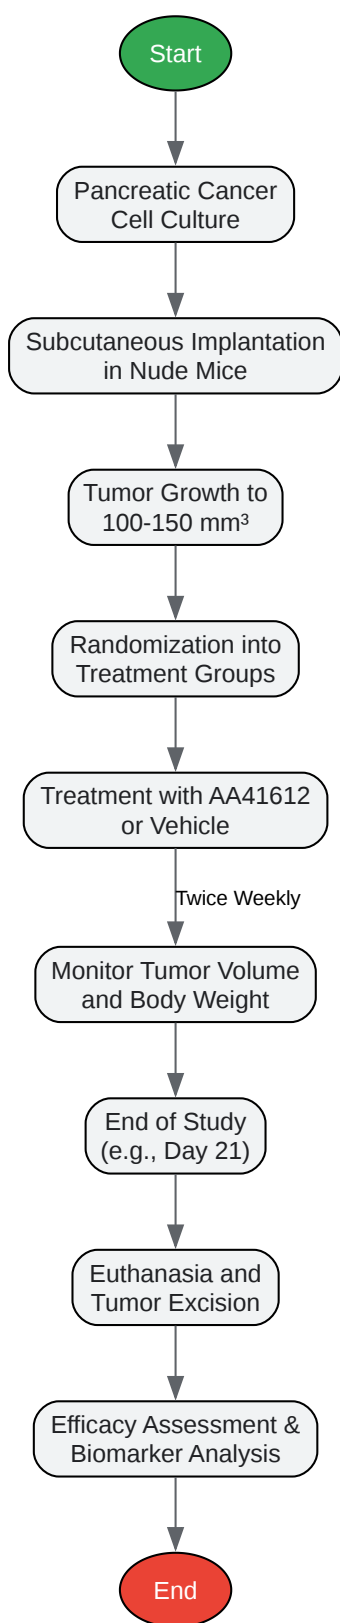 Start
Pancreatic Cancer
Cell Culture
Subcutaneous Implantation
in Nude Mice
Tumor Growth to
100-150 mm³
Randomization into
Treatment Groups
Treatment with AA41612
or Vehicle
Twice Weekly
Monitor Tumor Volume
and Body Weight
End of Study
(e.g., Day 21)
Euthanasia and
Tumor Excision
Efficacy Assessment &
Biomarker Analysis
End